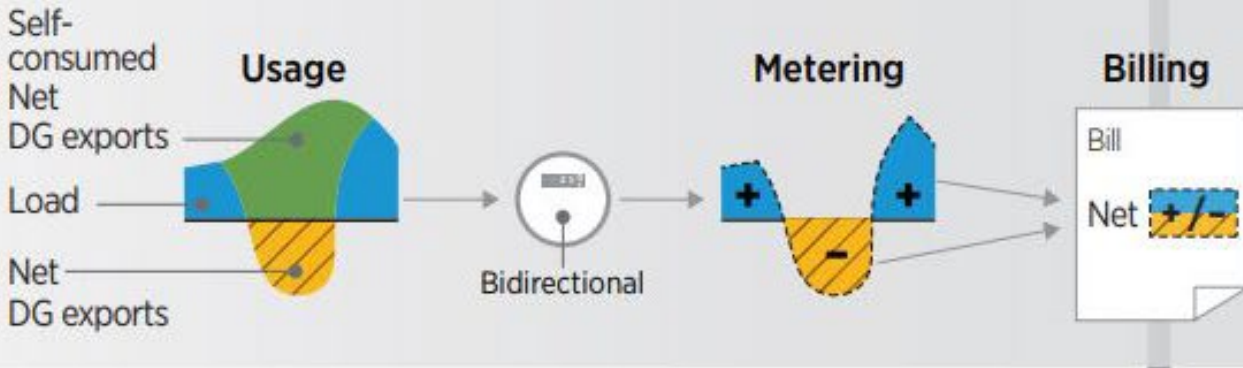 Self-
consumed
Net
DG exports
Load
Net
DG exports
Usage
Bidirectional
Metering
+
-
+
Billing
Bill
Net +/-